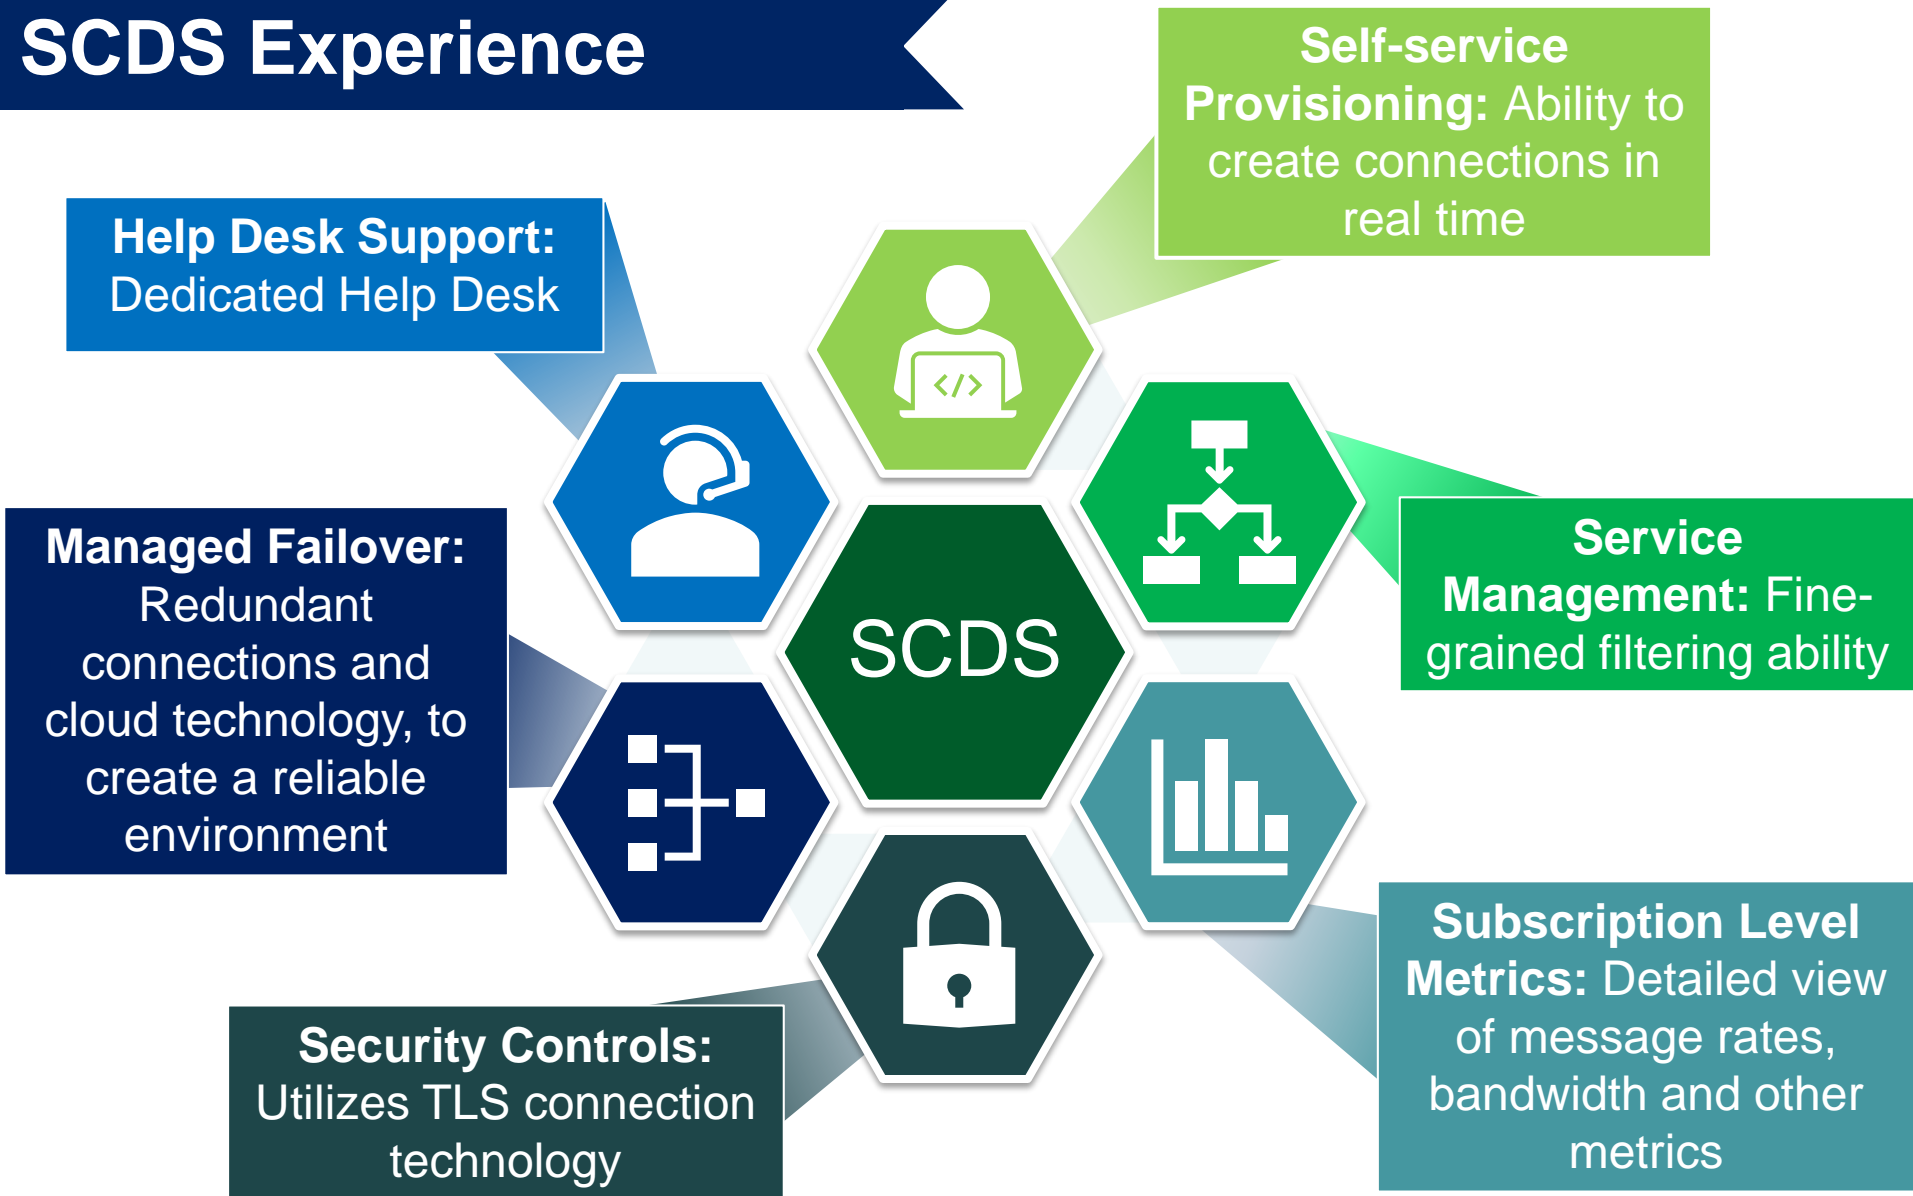 SCDS Experience
Self-service
Provisioning: Ability to
create connections in
real time
Help Desk Support:
Dedicated Help Desk
</>
Service
Management: Fine-
grained filtering ability
Managed Failover:
Redundant
connections and
cloud technology, to
create a reliable
environment
SCDS
Subscription Level
Metrics: Detailed view
of message rates,
bandwidth and other
metrics
Security Controls:
Utilizes TLS connection
technology